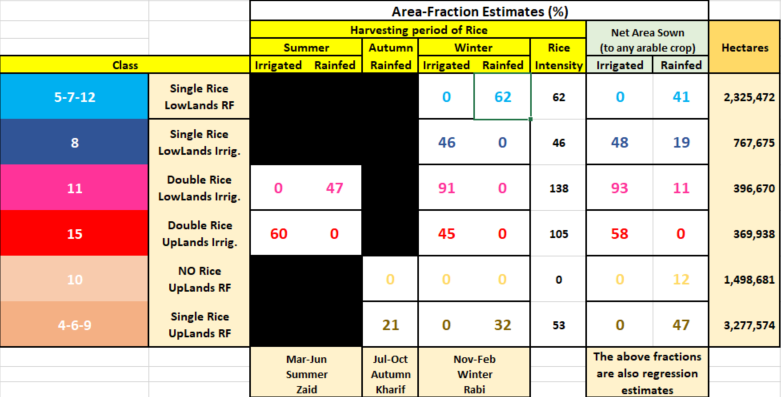 Area-Fraction Estimates (%)
Harvesting period of Rice
Net Area Sown
(to any arable crop)
Hectares
Summer Autumn Winter Rice
Class Irrigated Rainfed Rainfed Irrigated Rainfed Intensity Irrigated Rainfed
5-7-12 Single Rice
LowLands RF
0 62 62 0 41 2,325,472
8 Single Rice
LowLands Irrig.
46 0 46 48 19 767,675
11 Double Rice
LowLands Irrig.
0 47 91 0 138 93 11 396,670
15 Double Rice
UpLands Irrig.
60 0 45 0 105 58 0 369,938
10 NO Rice
UpLands RF
0 0 0 0 0 12 1,498,681
4-6-9 Single Rice
UpLands RF
21 0 32 53 0 47 3,277,574
Mar-Jun
Summer
Zaid
Jul-Oct
Autumn
Kharif
Nov-Feb
Winter
Rabi
The above fractions
are also regression
estimates